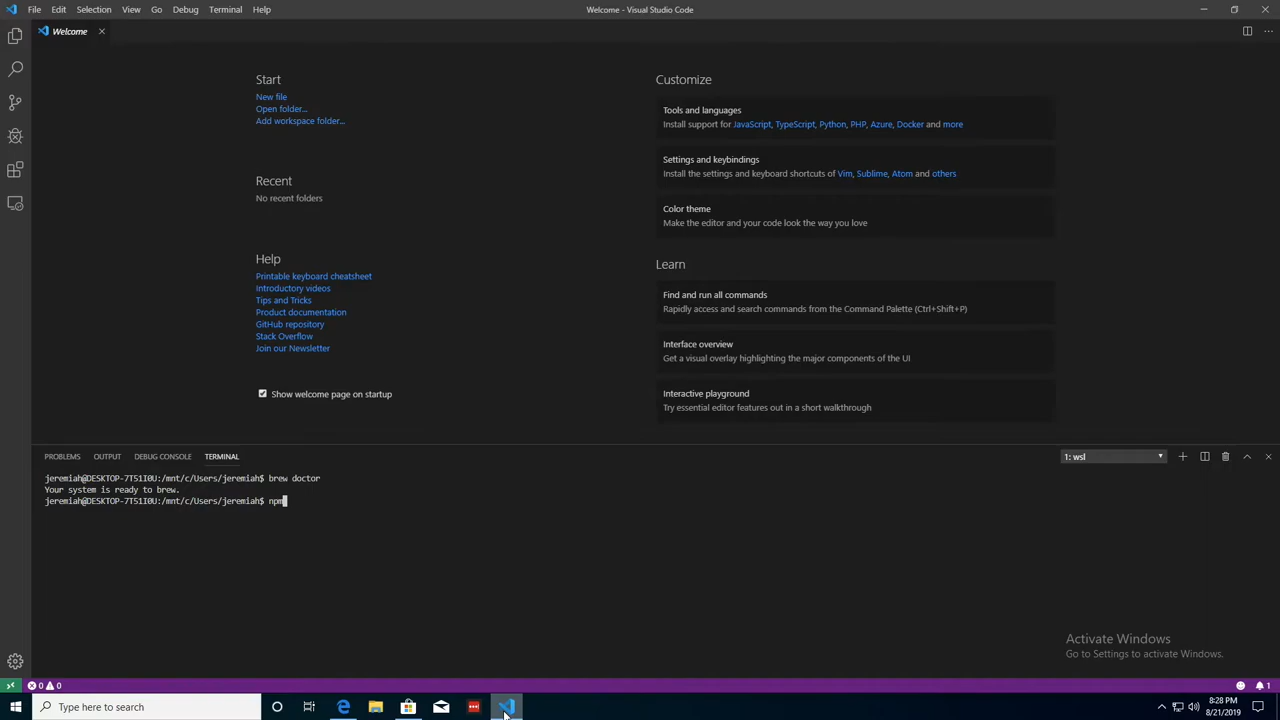 File Edit Selection View Go Debug Terminal Help
Welcome - Visual Studio Code
Welcome
Start
New file
Open folder...
Add workspace folder...
Recent
No recent folders
Help
Printable keyboard cheatsheet
Introductory videos
Tips and Tricks
Product documentation
GitHub repository
Stack Overflow
Join our Newsletter
Show welcome page on startup
Customize
Tools and languages
Install support for JavaScript, TypeScript, Python, PHP, Azure, Docker and more
Settings and keybindings
Install the settings and keyboard shortcuts of Vim, Sublime, Atom and others
Color theme
Make the editor and your code look the way you love
Learn
Find and run all commands
Rapidly access and search commands from the Command Palette (Ctrl+Shift+P)
Interface overview
Get a visual overlay highlighting the major components of the UI
Interactive playground
Try essential editor features out in a short walkthrough
PROBLEMS OUTPUT DEBUG CONSOLE TERMINAL
1: wsl
jeremiah@DESKTOP-7T51I0U:/mnt/c/Users/jeremiah$ brew doctor
Your system is ready to brew.
jeremiah@DESKTOP-7T51I0U:/mnt/c/Users/jeremiah$ npm
Activate Windows
Go to Settings to activate Windows.
0 0
1
Type here to search
8:28 PM
8/21/2019